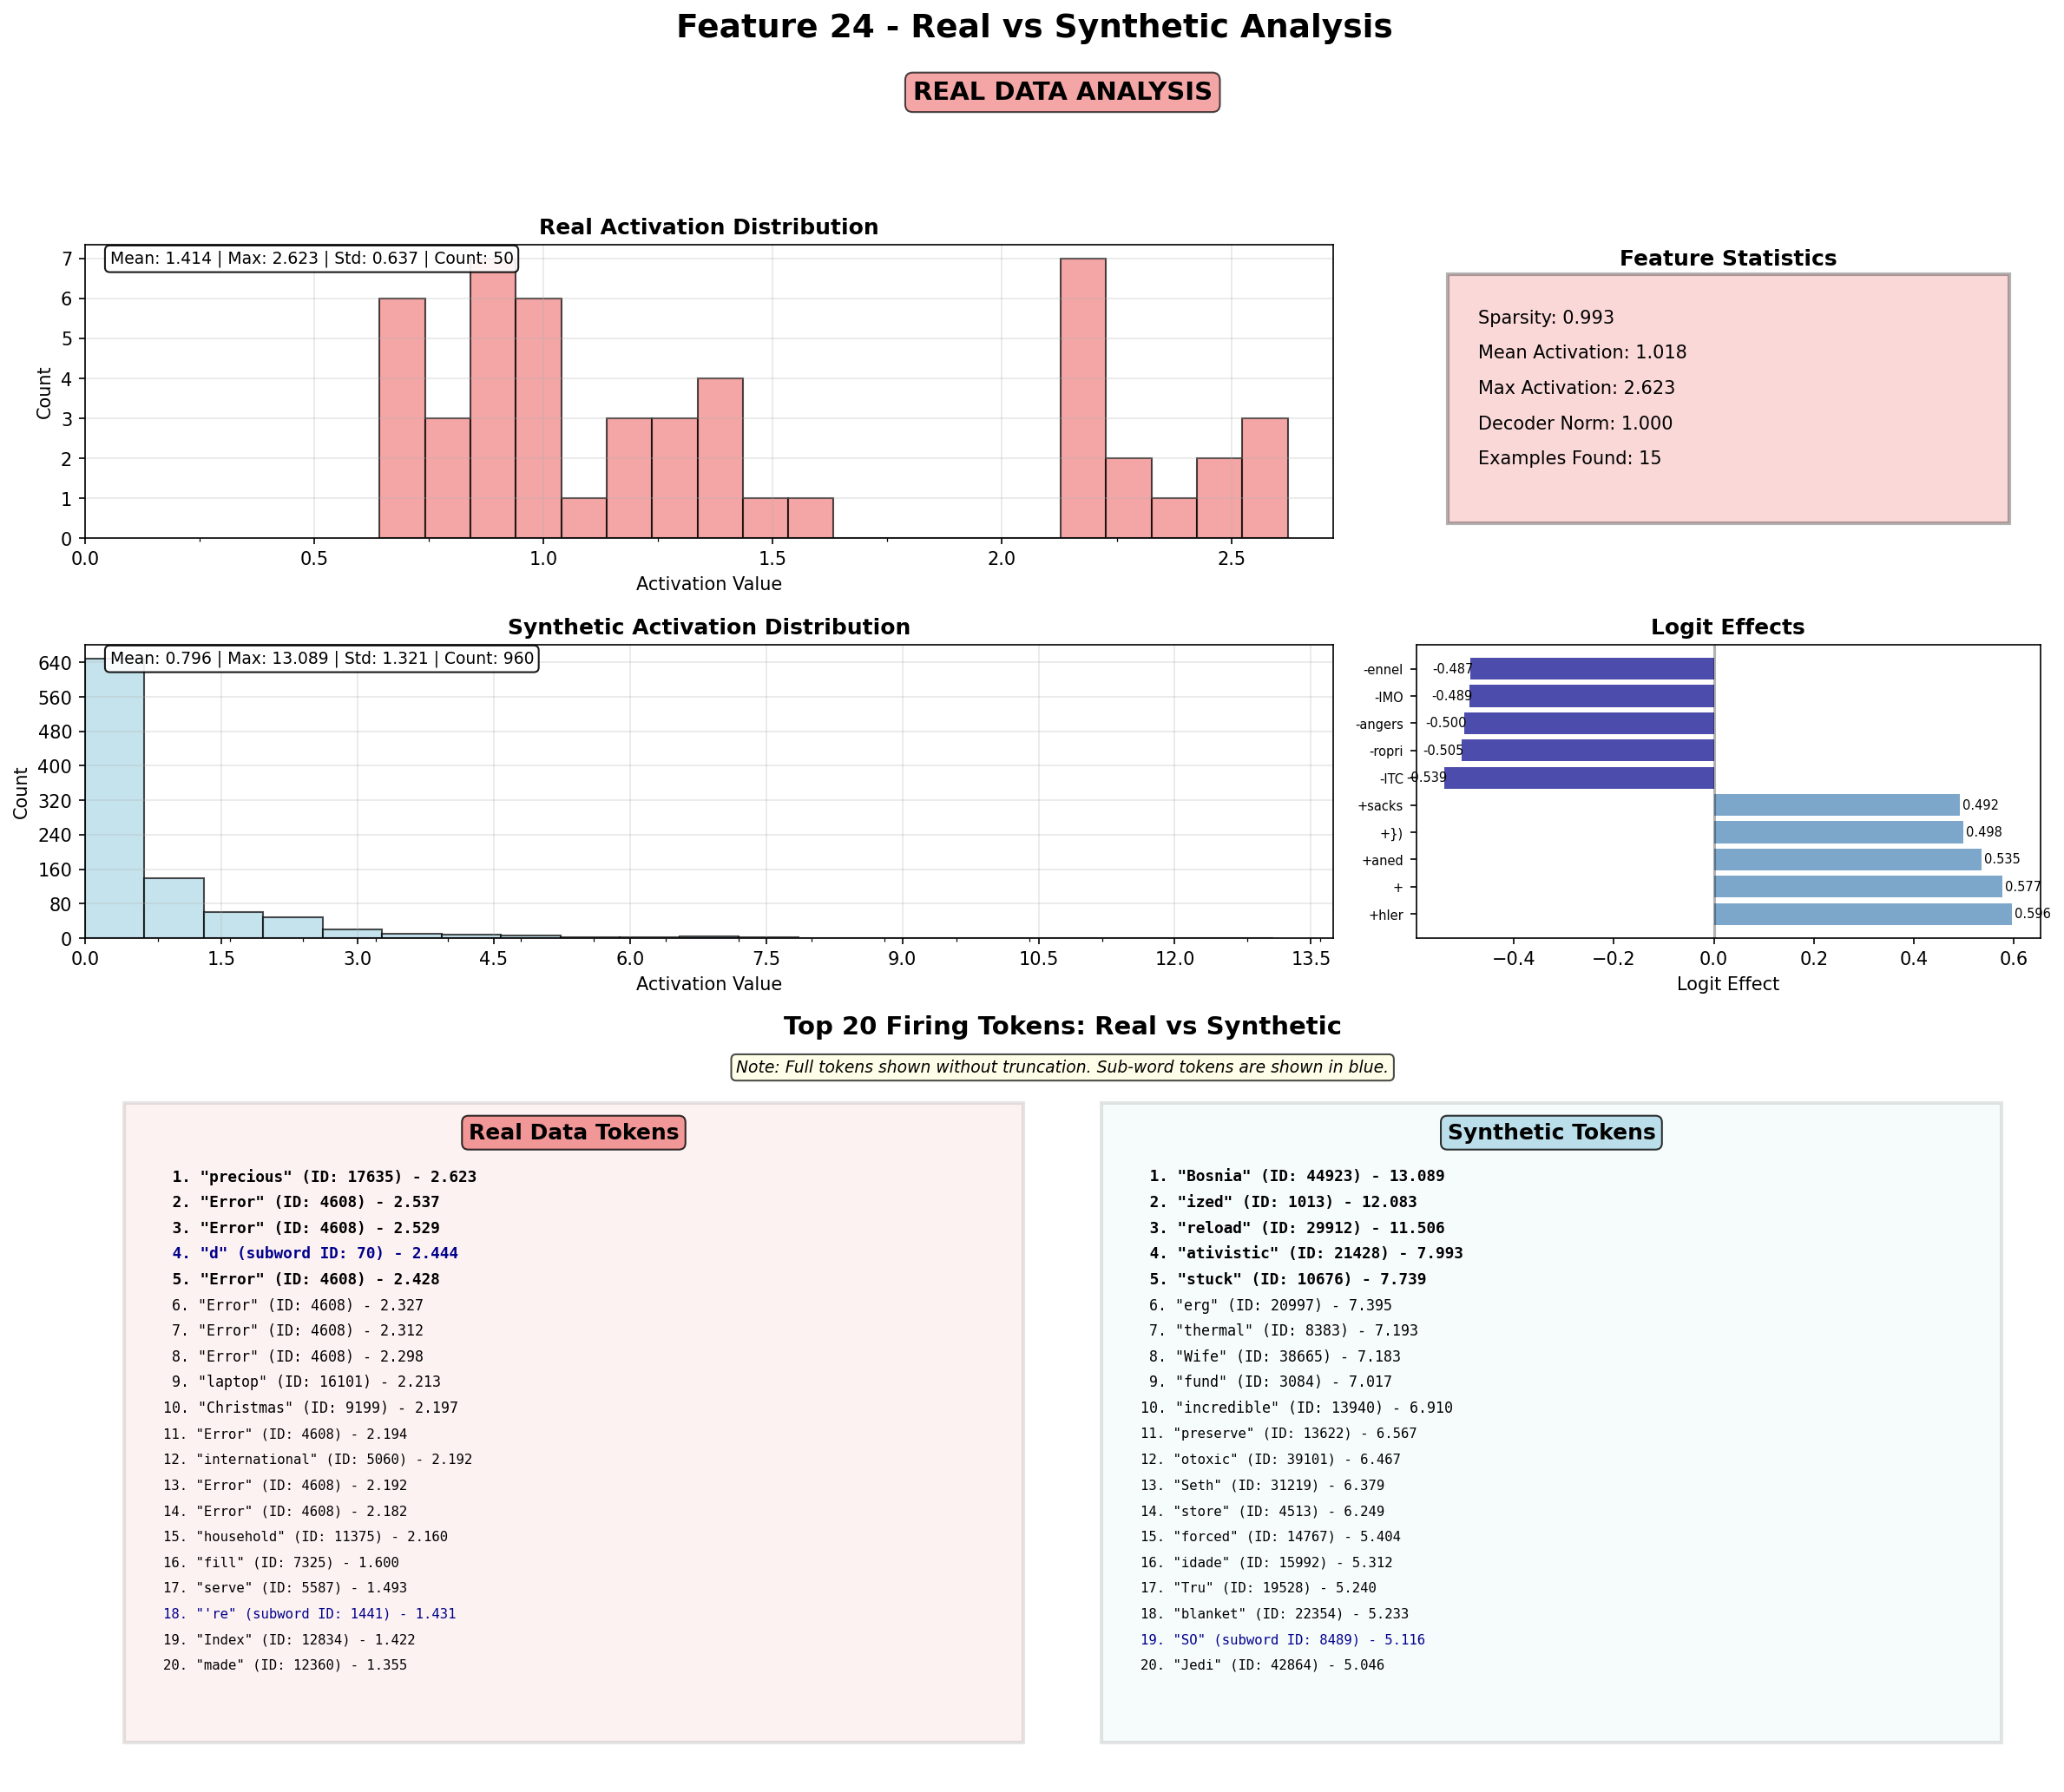 Feature 24 - Real vs Synthetic Analysis
REAL DATA ANALYSIS
Real Activation Distribution
Mean: 1.414 | Max: 2.623 | Std: 0.637 | Count: 50
7
6
5
4
3
2
1
0
Count
0.0 0.5 1.0 1.5 2.0 2.5
Activation Value
Feature Statistics
Sparsity: 0.993
Mean Activation: 1.018
Max Activation: 2.623
Decoder Norm: 1.000
Examples Found: 15
Synthetic Activation Distribution
Mean: 0.796 | Max: 13.089 | Std: 1.321 | Count: 960
640
560
480
400
320
240
160
80
0
Count
0.0 1.5 3.0 4.5 6.0 7.5 9.0 10.5 12.0 13.5
Activation Value
Logit Effects
-ennel -0.487
-IMO -0.489
-angers -0.500
-ropri -0.505
-ITC -0.539
+sacks 0.492
+}) 0.498
+aned 0.535
+ 0.577
+hler 0.596
−0.4 −0.2 0.0 0.2 0.4 0.6
Logit Effect
Top 20 Firing Tokens: Real vs Synthetic
Note: Full tokens shown without truncation. Sub-word tokens are shown in blue.
Real Data Tokens
1. "precious" (ID: 17635) - 2.623
2. "Error" (ID: 4608) - 2.537
3. "Error" (ID: 4608) - 2.529
4. "d" (subword ID: 70) - 2.444
5. "Error" (ID: 4608) - 2.428
6. "Error" (ID: 4608) - 2.327
7. "Error" (ID: 4608) - 2.312
8. "Error" (ID: 4608) - 2.298
9. "laptop" (ID: 16101) - 2.213
10. "Christmas" (ID: 9199) - 2.197
11. "Error" (ID: 4608) - 2.194
12. "international" (ID: 5060) - 2.192
13. "Error" (ID: 4608) - 2.192
14. "Error" (ID: 4608) - 2.182
15. "household" (ID: 11375) - 2.160
16. "fill" (ID: 7325) - 1.600
17. "serve" (ID: 5587) - 1.493
18. "'re" (subword ID: 1441) - 1.431
19. "Index" (ID: 12834) - 1.422
20. "made" (ID: 12360) - 1.355
Synthetic Tokens
1. "Bosnia" (ID: 44923) - 13.089
2. "ized" (ID: 1013) - 12.083
3. "reload" (ID: 29912) - 11.506
4. "ativistic" (ID: 21428) - 7.993
5. "stuck" (ID: 10676) - 7.739
6. "erg" (ID: 20997) - 7.395
7. "thermal" (ID: 8383) - 7.193
8. "Wife" (ID: 38665) - 7.183
9. "fund" (ID: 3084) - 7.017
10. "incredible" (ID: 13940) - 6.910
11. "preserve" (ID: 13622) - 6.567
12. "otoxic" (ID: 39101) - 6.467
13. "Seth" (ID: 31219) - 6.379
14. "store" (ID: 4513) - 6.249
15. "forced" (ID: 14767) - 5.404
16. "idade" (ID: 15992) - 5.312
17. "Tru" (ID: 19528) - 5.240
18. "blanket" (ID: 22354) - 5.233
19. "SO" (subword ID: 8489) - 5.116
20. "Jedi" (ID: 42864) - 5.046